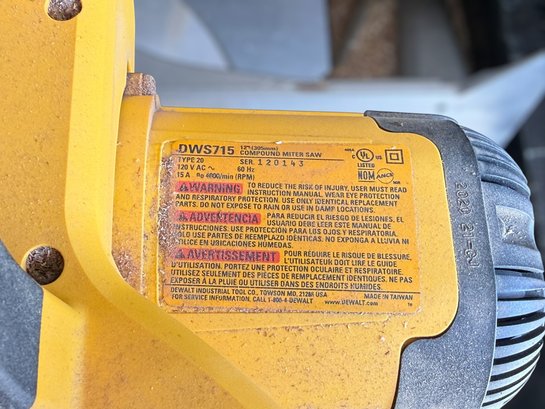 DWS715 12" (305mm)
COMPOUND MITER SAW
TYPE 20 SER. 120143
120 V AC ~ 60 Hz
15 A n₀ 4000/min (RPM)
UL US
LISTED
NOM ANCE
⚠WARNING TO REDUCE THE RISK OF INJURY, USER MUST READ
INSTRUCTION MANUAL. WEAR EYE PROTECTION
AND RESPIRATORY PROTECTION. USE ONLY IDENTICAL REPLACEMENT
PARTS. DO NOT EXPOSE TO RAIN OR USE IN DAMP LOCATIONS.
⚠ADVERTENCIA PARA REDUCIR EL RIESGO DE LESIONES, EL
USUARIO DEBE LEER ESTE MANUAL DE
INSTRUCCIONES. USE PROTECCIÓN PARA LOS OJOS Y RESPIRATORIA.
SOLO USE PARTES DE REEMPLAZO IDÉNTICAS. NO EXPONGA A LLUVIA NI
UTILICE EN UBICACIONES HUMEDAS.
⚠AVERTISSEMENT POUR RÉDUIRE LE RISQUE DE BLESSURE,
L'UTILISATEUR DOIT LIRE LE GUIDE
D'UTILISATION. PORTEZ UNE PROTECTION OCULAIRE ET RESPIRATOIRE.
UTILISEZ SEULEMENT DES PIECES DE REMPLACEMENT IDENTIQUES. NE PAS
EXPOSER À LA PLUIE OU UTILISER DANS DES ENDROITS HUMIDES.
DEWALT INDUSTRIAL TOOL CO., TOWSON MD, 21286 USA MADE IN TAIWAN
FOR SERVICE INFORMATION, CALL 1-800-4-DEWALT www.DEWALT.com